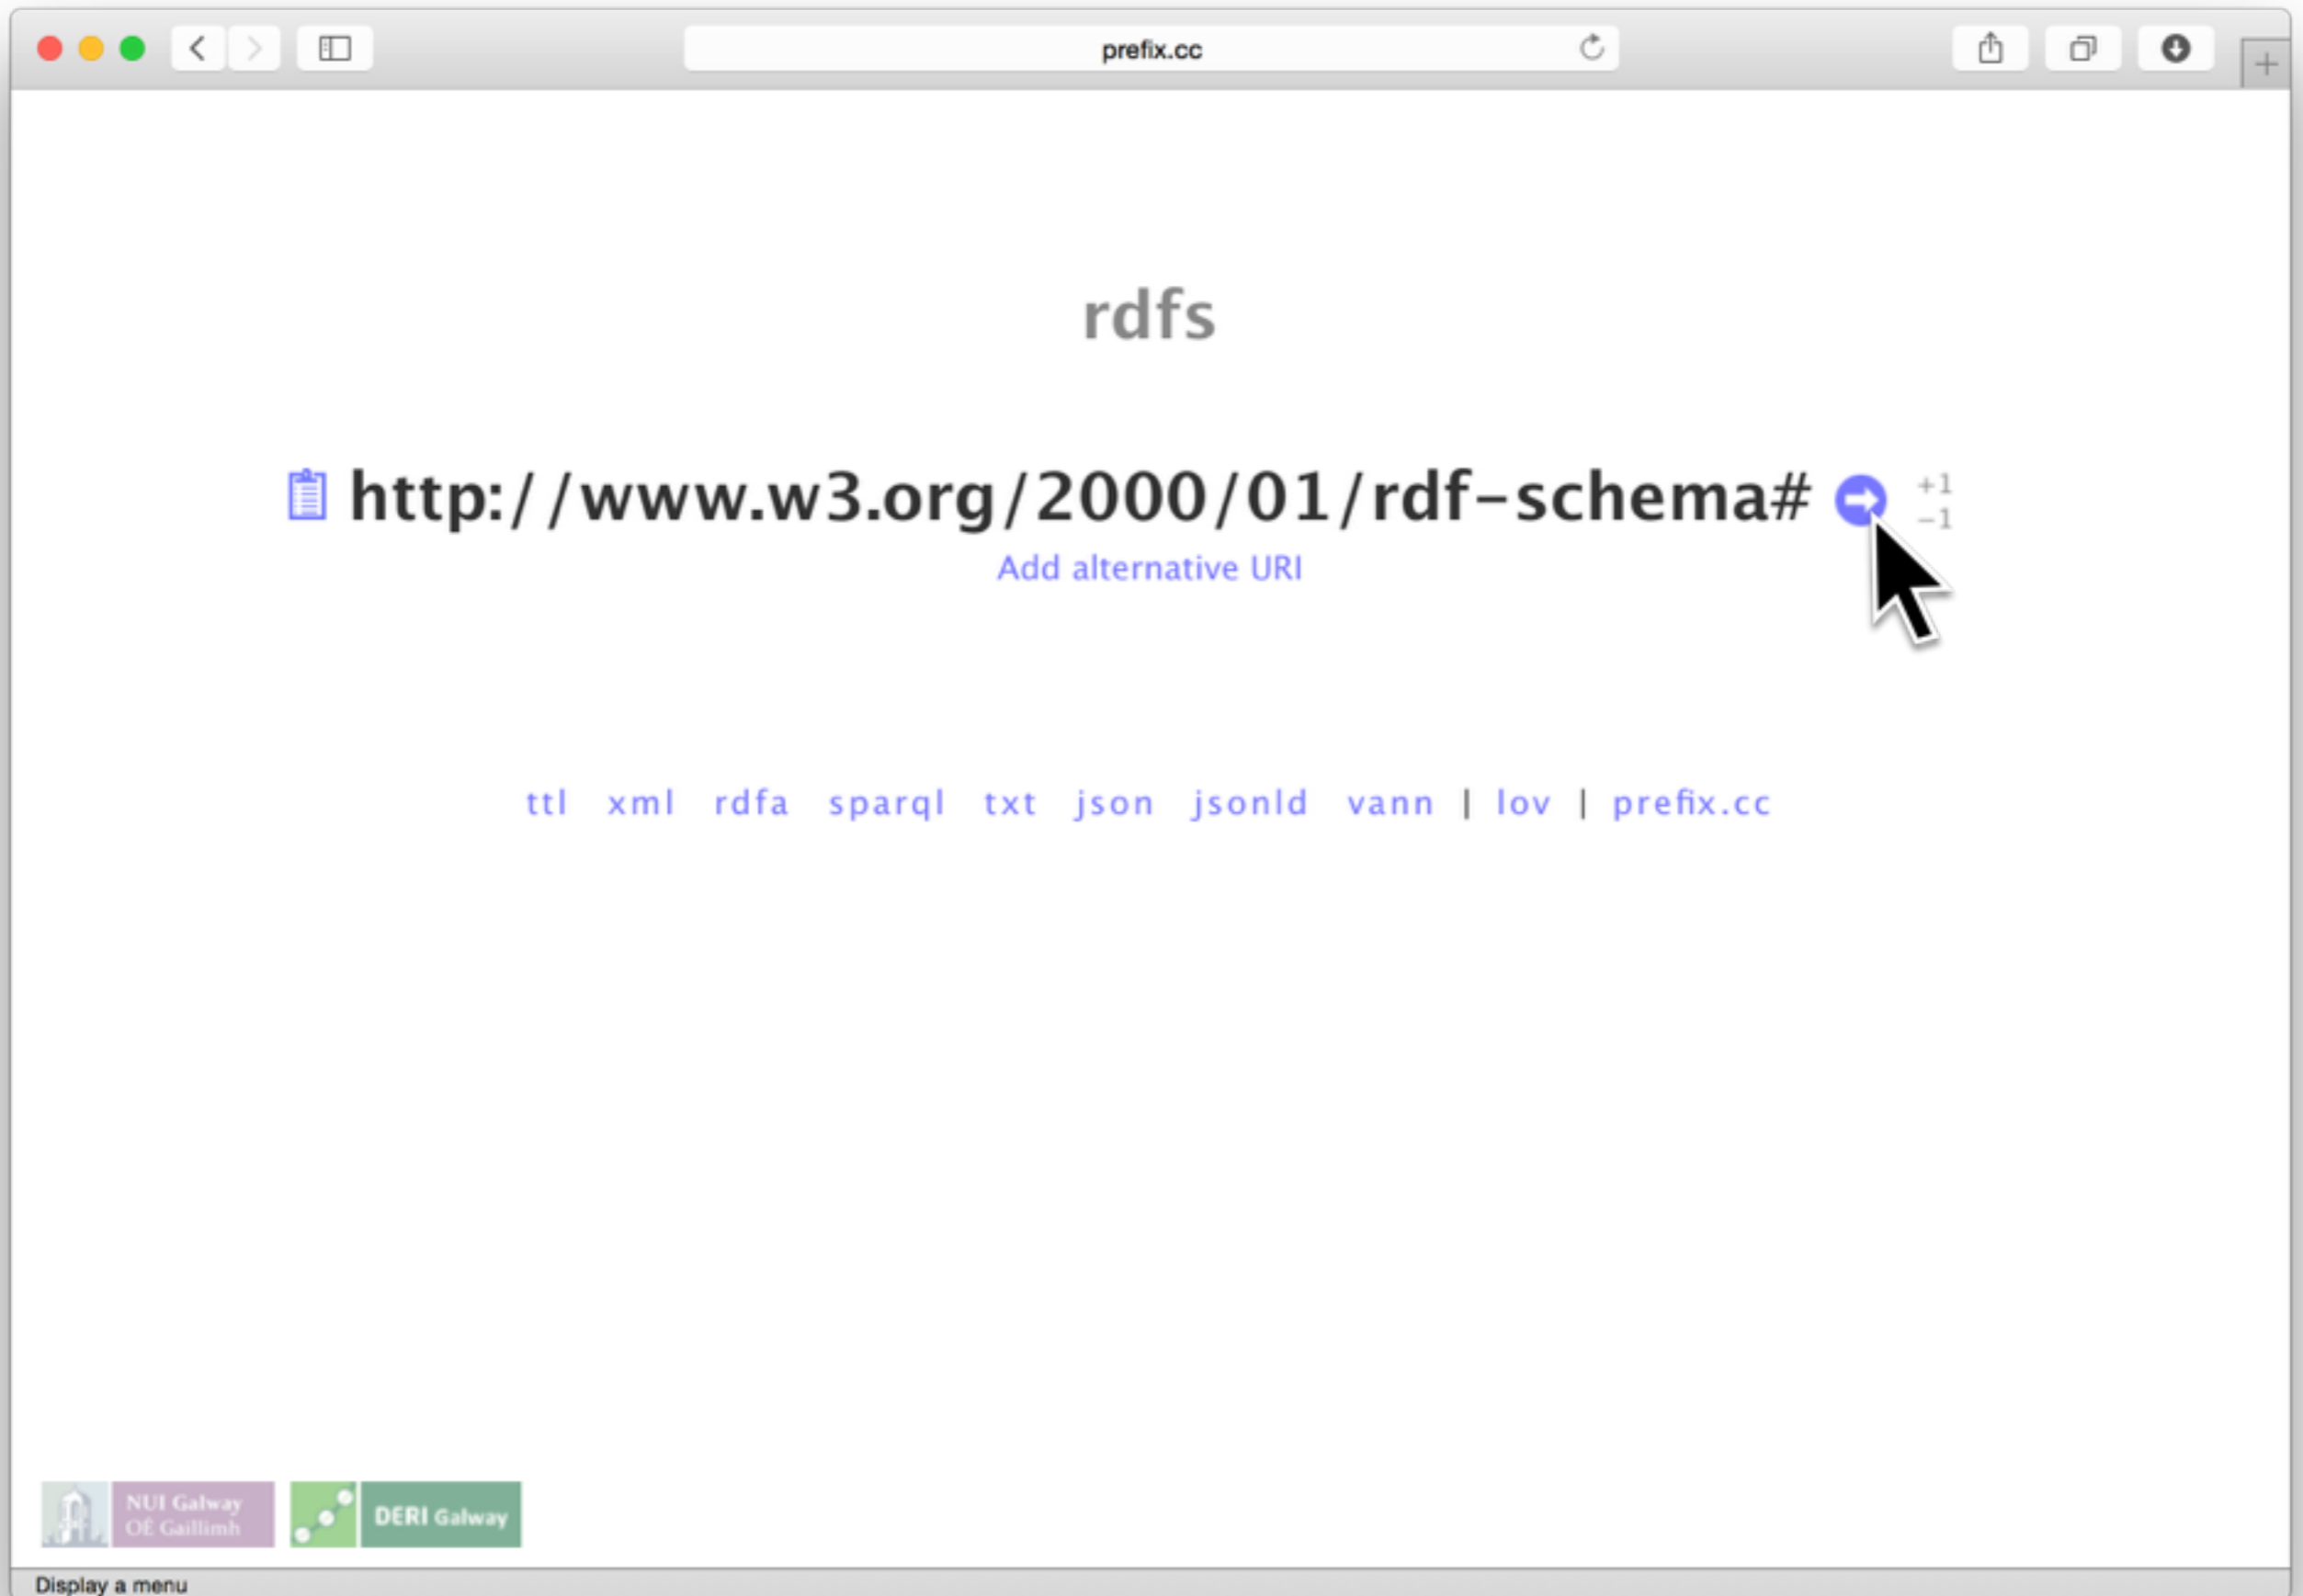 prefix.cc
rdfs
http://www.w3.org/2000/01/rdf-schema#
+1
−1
Add alternative URI
ttl xml rdfa sparql txt json jsonld vann | lov | prefix.cc
NUI Galway
OÉ Gaillimh
DERI Galway
Display a menu